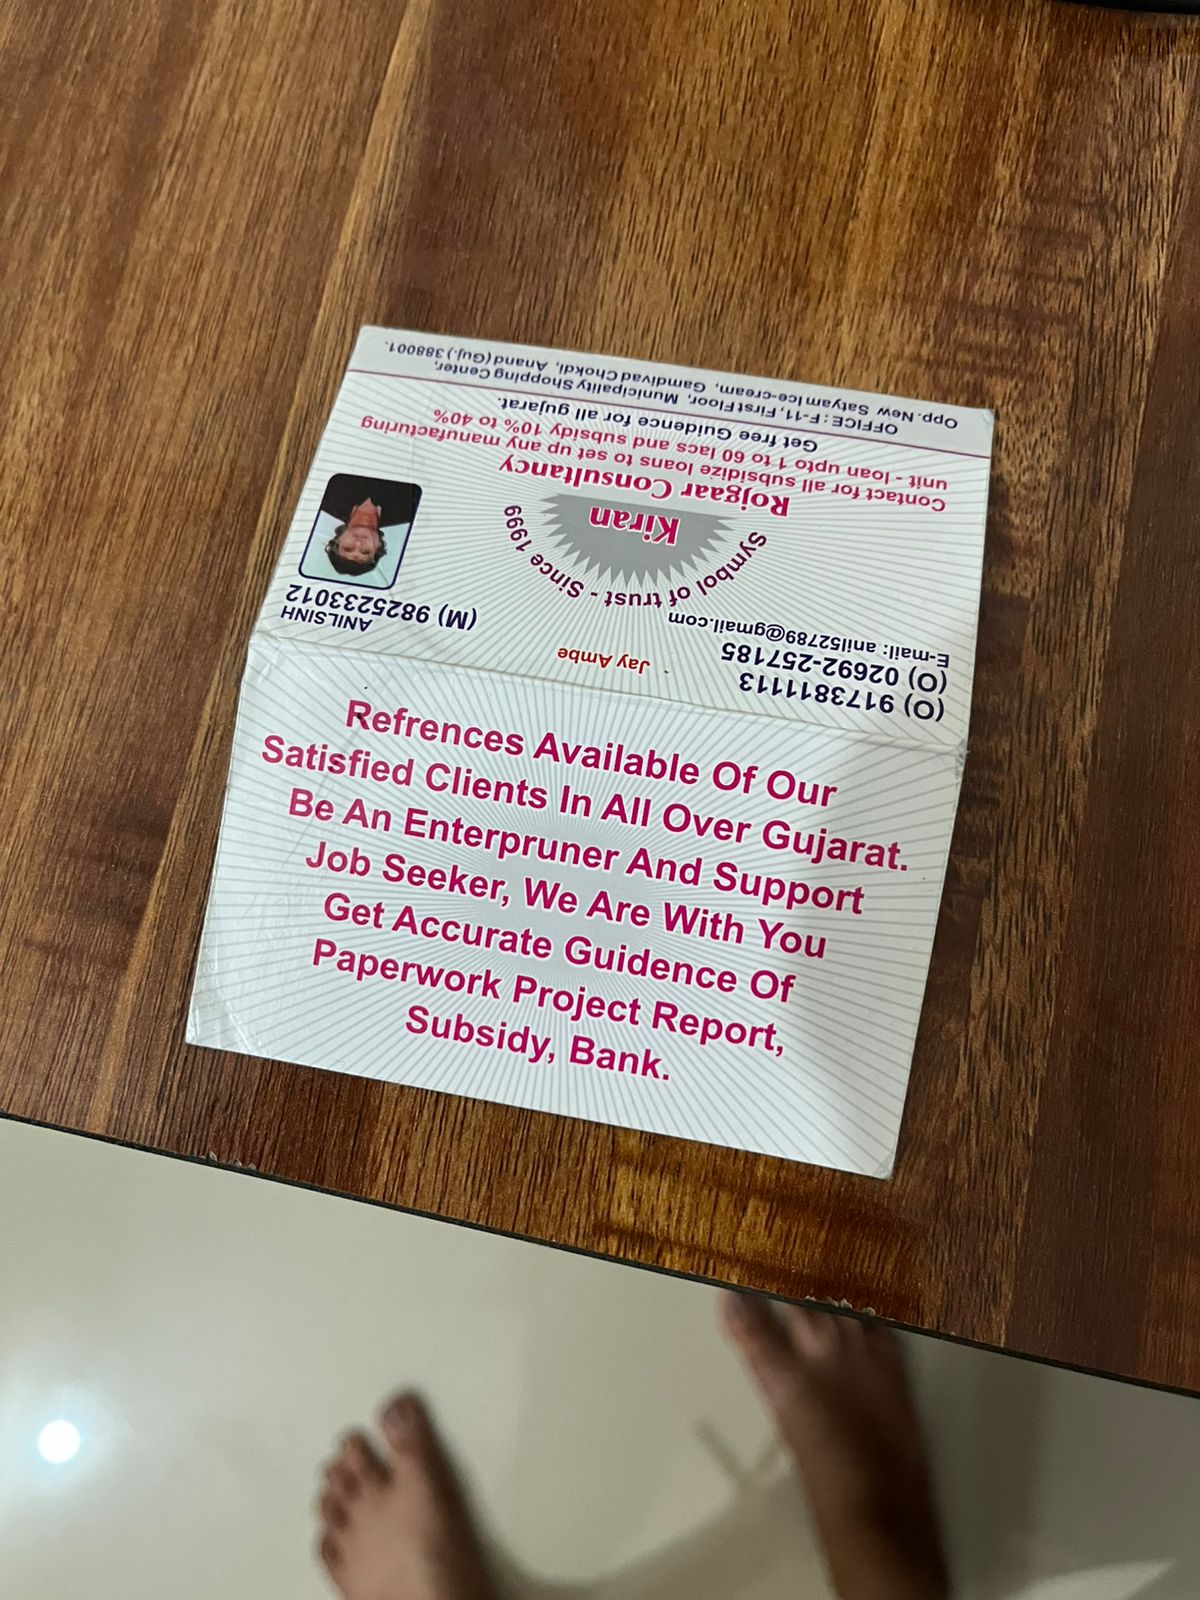 Jay Ambe
(O) 9173811113
(O) 02692-257185
E-mail: anil52789@gmail.com
ANILSINH
(M) 9825233012
Symbol of trust - Since 1999
Kiran
Rojgaar Consultancy
Contact for all subsidize loans to set up any manufacturing
unit - loan upto 1 to 60 lacs and subsidy 10% to 40%
Get free Guidence for all gujarat.
OFFICE : F-11, First Floor, Municipality Shopping Center,
Opp. New Satyam Ice-cream, Gamdivad Chokdi, Anand (Guj.) 388001.
Refrences Available Of Our
Satisfied Clients In All Over Gujarat.
Be An Enterpruner And Support
Job Seeker, We Are With You
Get Accurate Guidence Of
Paperwork Project Report,
Subsidy, Bank.